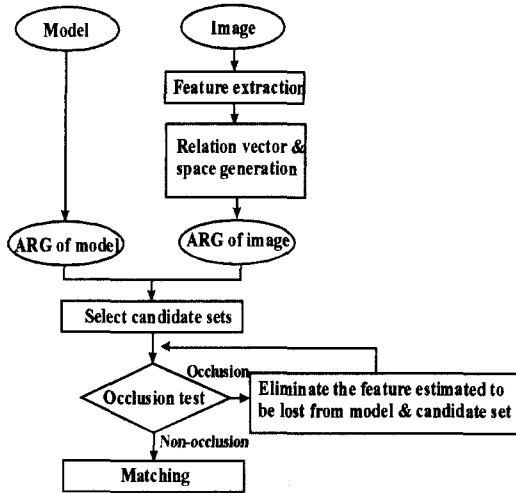 Model
Image
Feature extraction
Relation vector &
space generation
ARG of model
ARG of image
Select candidate sets
Occlusion
Occlusion test
Eliminate the feature estimated to
be lost from model & candidate set
Non-occlusion
Matching